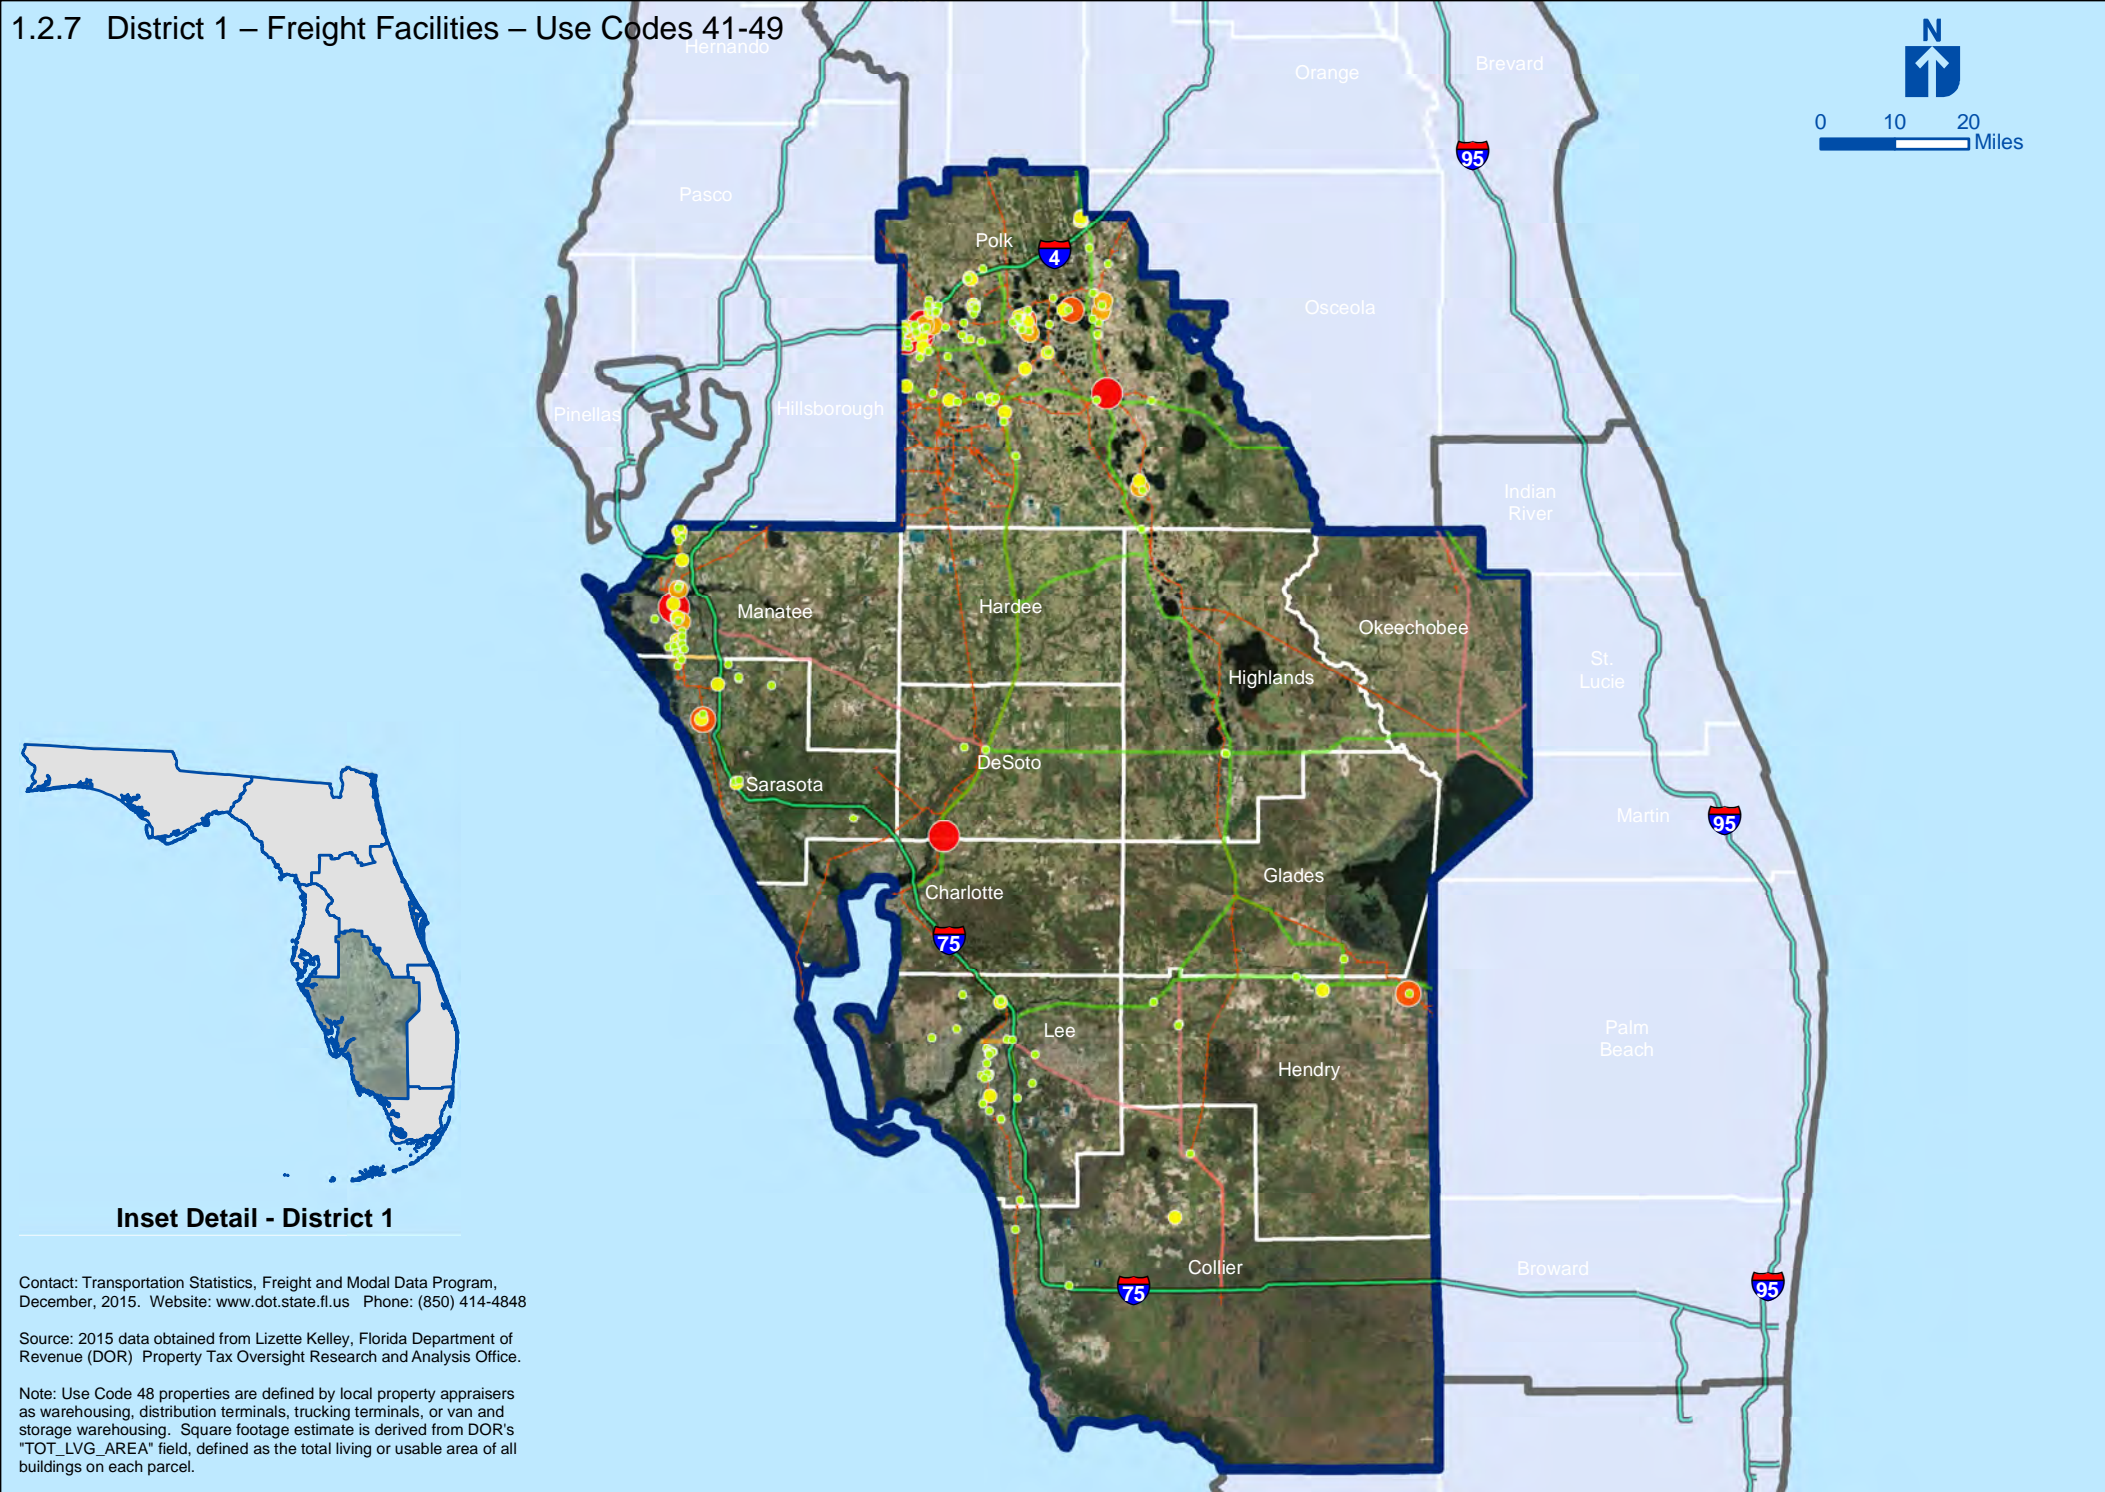 1.2.7 District 1 – Freight Facilities – Use Codes 41-49
N
0 10 20
Miles
Hernando
Orange
Brevard
95
Pasco
Polk
4
Osceola
Pinellas
Hillsborough
Indian
River
Manatee
Hardee
Okeechobee
St.
Lucie
Highlands
DeSoto
Sarasota
Martin
95
Glades
Charlotte
75
Lee
Palm
Beach
Hendry
Collier
Broward
75
95
Inset Detail - District 1
Contact: Transportation Statistics, Freight and Modal Data Program,
December, 2015. Website: www.dot.state.fl.us Phone: (850) 414-4848
Source: 2015 data obtained from Lizette Kelley, Florida Department of
Revenue (DOR) Property Tax Oversight Research and Analysis Office.
Note: Use Code 48 properties are defined by local property appraisers
as warehousing, distribution terminals, trucking terminals, or van and
storage warehousing. Square footage estimate is derived from DOR's
"TOT_LVG_AREA" field, defined as the total living or usable area of all
buildings on each parcel.